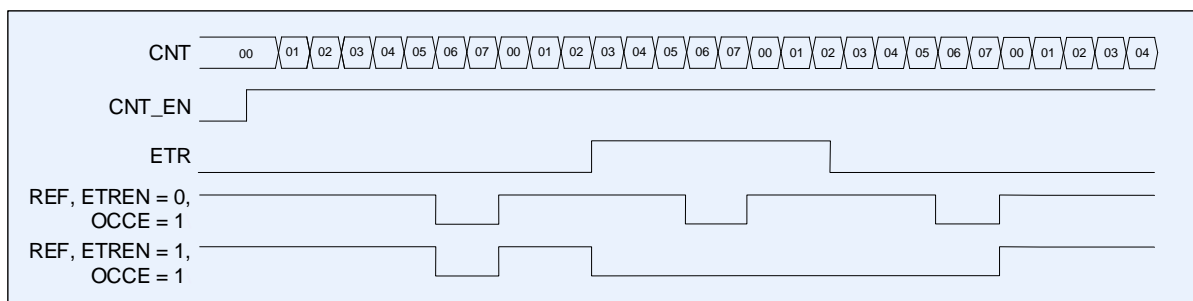 CNT 00 01 02 03 04 05 06 07 00 01 02 03 04 05 06 07 00 01 02 03 04 05 06 07 00 01 02 03 04
CNT_EN
ETR
REF, ETREN = 0,
OCCE = 1
REF, ETREN = 1,
OCCE = 1